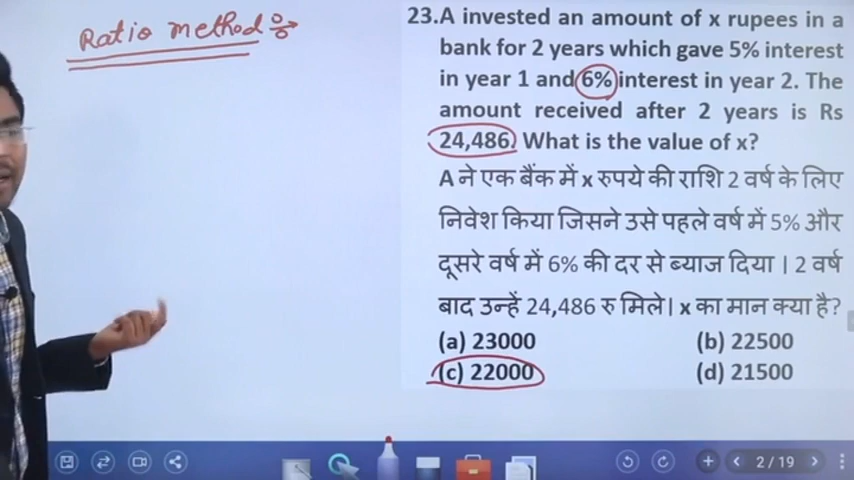 Ratio method:→
23.A invested an amount of x rupees in a
bank for 2 years which gave 5% interest
in year 1 and 6% interest in year 2. The
amount received after 2 years is Rs
24,486. What is the value of x?
A ने एक बैंक में x रुपये की राशि 2 वर्ष के लिए
निवेश किया जिसने उसे पहले वर्ष में 5% और
दूसरे वर्ष में 6% की दर से ब्याज दिया । 2 वर्ष
बाद उन्हें 24,486 रु मिले। x का मान क्या है?
(a) 23000 (b) 22500
(c) 22000 (d) 21500
2 / 19